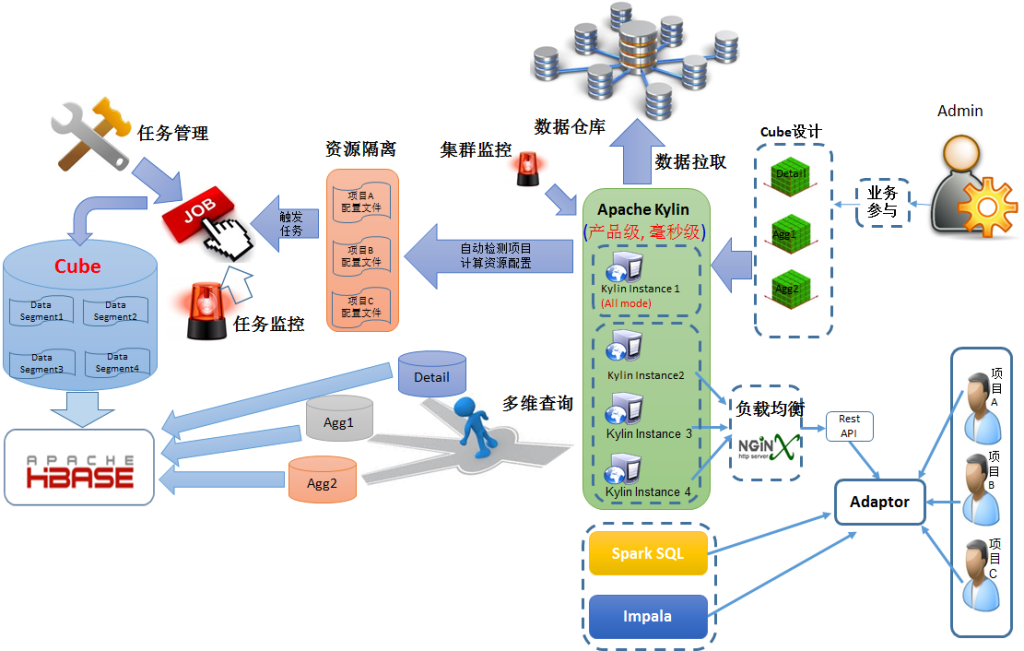 Admin
数据仓库
数据拉取
Cube设计
Detail
Agg1
Agg2
业务
参与
任务管理
JOB
资源隔离
项目A
配置文件
项目B
配置文件
项目C
配置文件
触发
任务
集群监控
自动检测项目
计算资源配置
Apache Kylin
(产品级, 毫秒级)
Kylin Instance 1
(All mode)
Kylin Instance2
Kylin Instance 3
Kylin Instance 4
Cube
Data
Segment1
Data
Segment2
Data
Segment3
Data
Segment4
任务监控
APACHE
HBASE
Detail
Agg1
Agg2
多维查询
负载均衡
NGiNX
http server
Rest
API
Adaptor
项目
A
项目
B
项目
C
Spark SQL
Impala